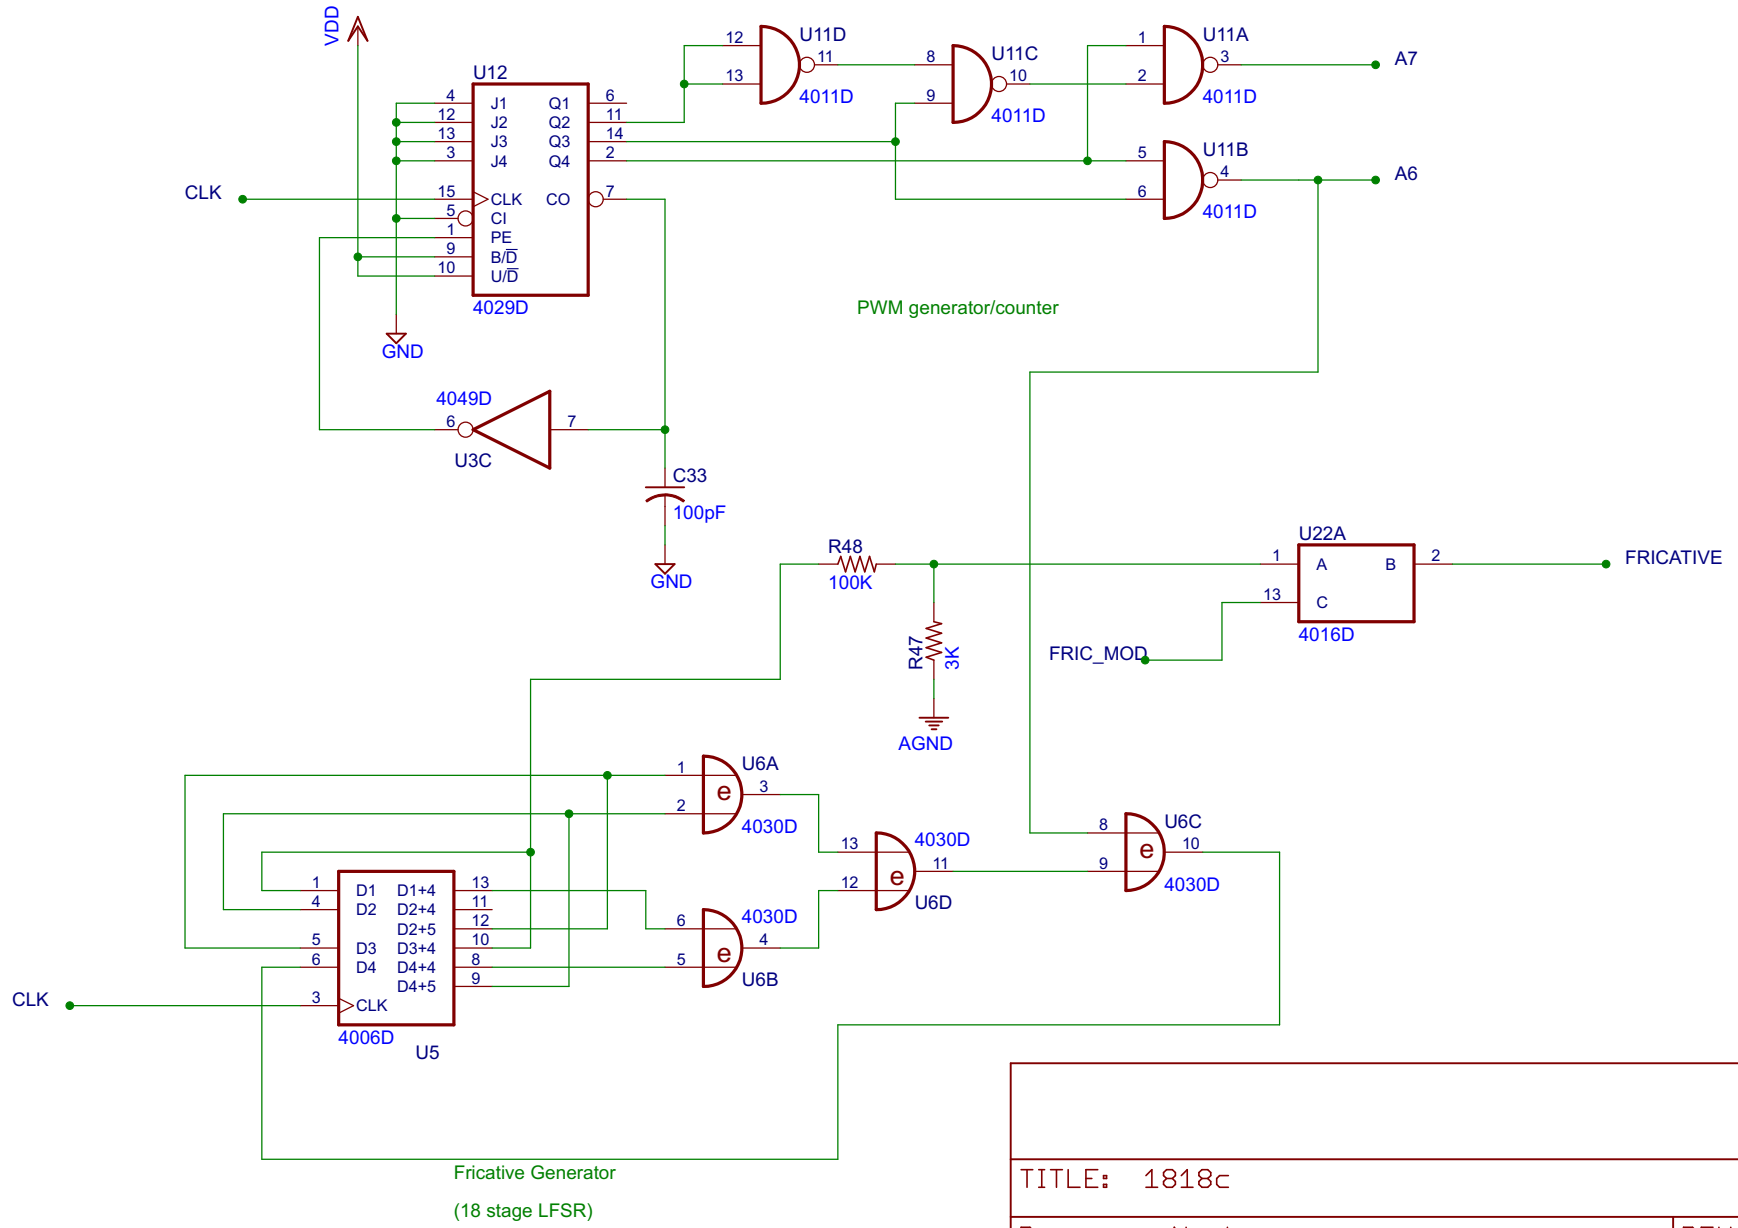 VDD
U12
4 J1 Q1 6
12 J2 Q2 11
13 J3 Q3 14
3 J4 Q4 2
CLK 15 CLK CO 7
5 CI
1 PE
9 B/D
10 U/D
4029D
GND
12 U11D 11
13 4011D
8 U11C 10
9 4011D
1 U11A 3 A7
2 4011D
5 U11B 4 A6
6 4011D
PWM generator/counter
4049D
6 7
U3C
C33
100pF
GND
R48
100K
R47
3K
AGND
U22A
1 A B 2 FRICATIVE
13 C
4016D
FRIC_MOD
1 U6A 3
e
2 4030D
13 4030D 11
e
12 U6D
8 U6C 10
e
9 4030D
6 4030D 4
e
5 U6B
1 D1 D1+4 13
4 D2 D2+4 11
D2+5 12
5 D3 D3+4 10
6 D4 D4+4 8
D4+5 9
CLK 3 CLK
4006D
U5
Fricative Generator
(18 stage LFSR)
TITLE: 1818c